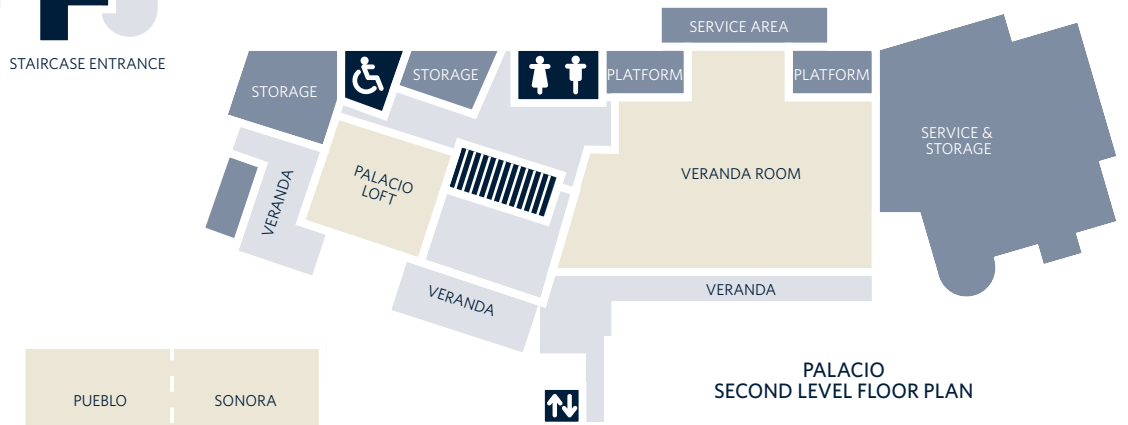 STAIRCASE ENTRANCE
SERVICE AREA
STORAGE
STORAGE
PLATFORM
PLATFORM
SERVICE &
STORAGE
VERANDA
PALACIO
LOFT
VERANDA ROOM
VERANDA
VERANDA
PALACIO
SECOND LEVEL FLOOR PLAN
PUEBLO
SONORA